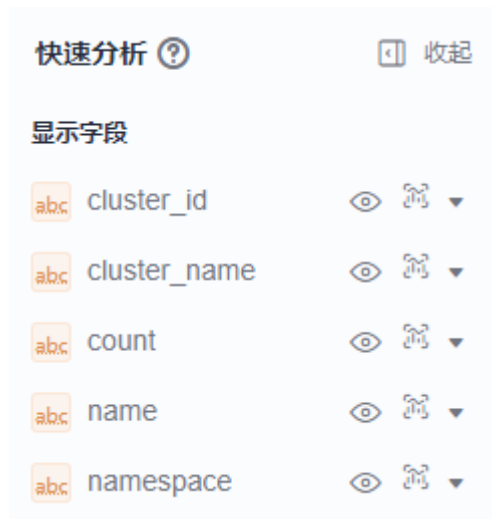 快速分析 ?
收起
显示字段
abc cluster_id
abc cluster_name
abc count
abc name
abc namespace